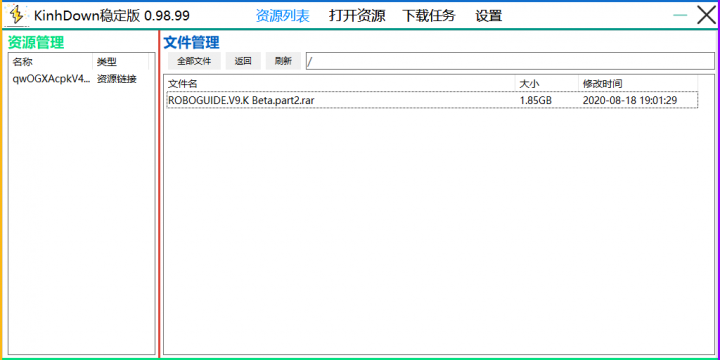 KinhDown稳定版 0.98.99 资源列表 打开资源 下载任务 设置
资源管理
名称 类型
qwOGXAcpkV4... 资源链接
文件管理
全部文件 返回 刷新 /
文件名 大小 修改时间
ROBOGUIDE.V9.K Beta.part2.rar 1.85GB 2020-08-18 19:01:29